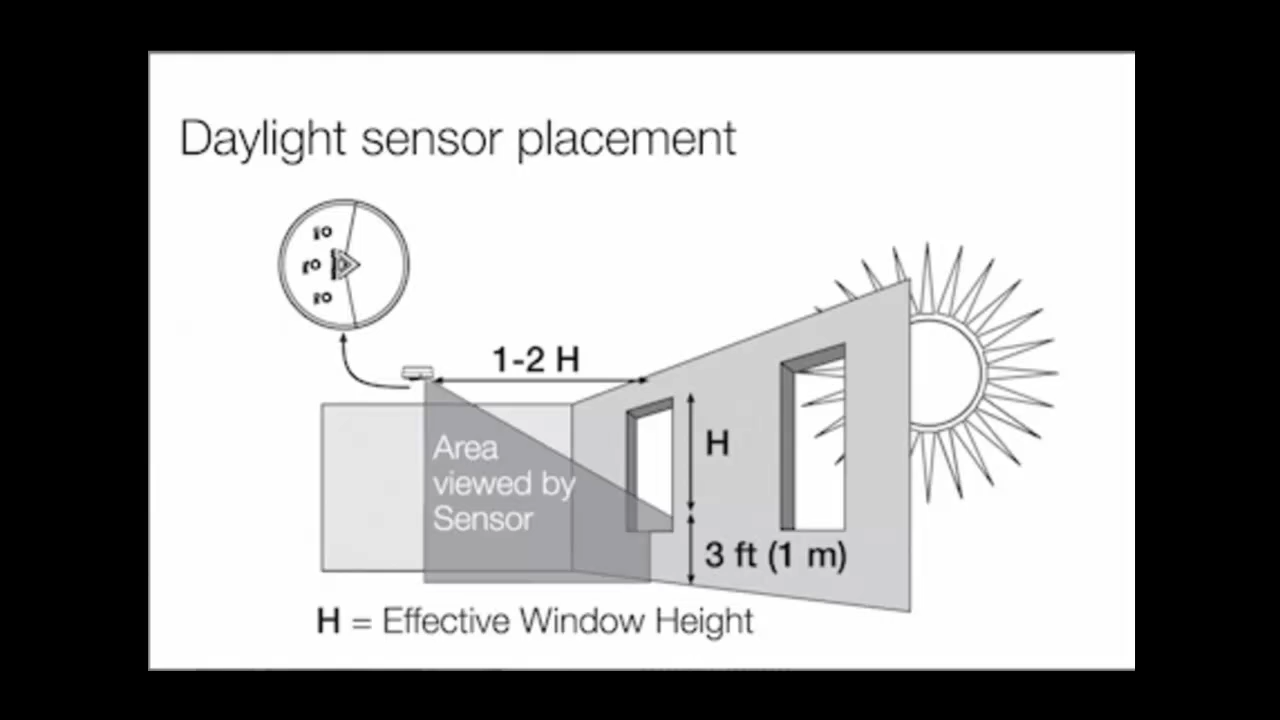 Daylight sensor placement
1-2 H
Area
viewed by
Sensor
H
3 ft (1 m)
H = Effective Window Height